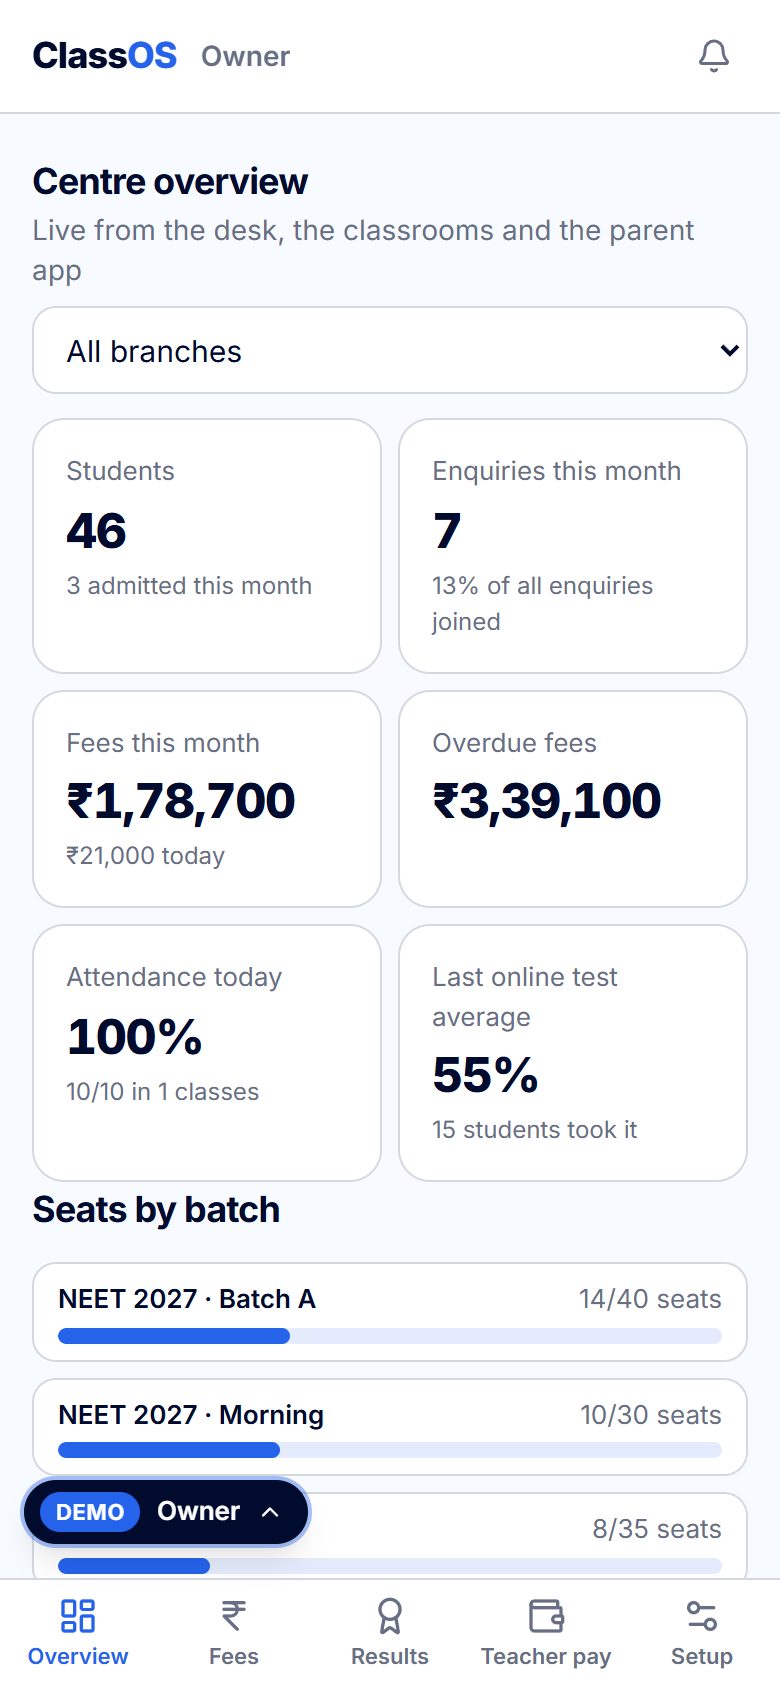 ClassOS Owner
Centre overview
Live from the desk, the classrooms and the parent
app
All branches
Students
46
3 admitted this month
Enquiries this month
7
13% of all enquiries
joined
Fees this month
₹1,78,700
₹21,000 today
Overdue fees
₹3,39,100
Attendance today
100%
10/10 in 1 classes
Last online test
average
55%
15 students took it
Seats by batch
NEET 2027 · Batch A 14/40 seats
NEET 2027 · Morning 10/30 seats
8/35 seats
DEMO Owner
Overview Fees Results Teacher pay Setup